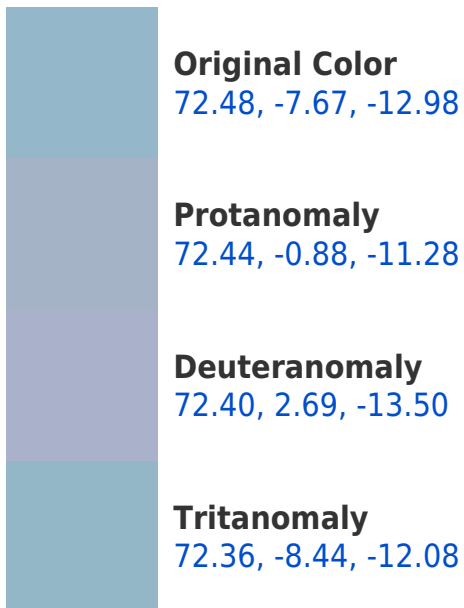 Original Color
72.48, -7.67, -12.98
Protanomaly
72.44, -0.88, -11.28
Deuteranomaly
72.40, 2.69, -13.50
Tritanomaly
72.36, -8.44, -12.08